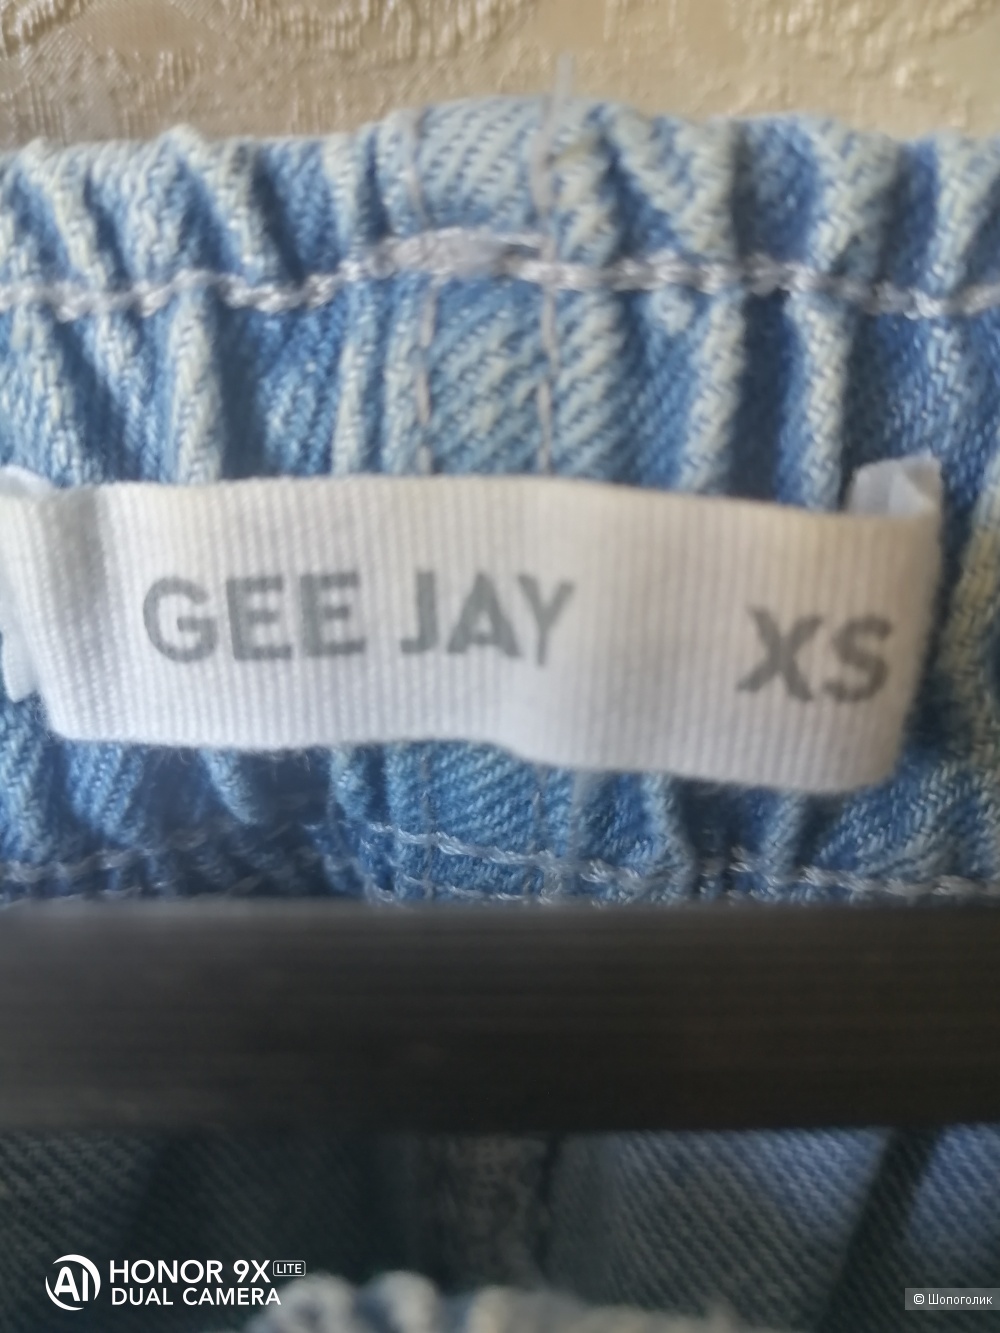 GEE JAY XS
HONOR 9X LITE
DUAL CAMERA
© Шопоголик